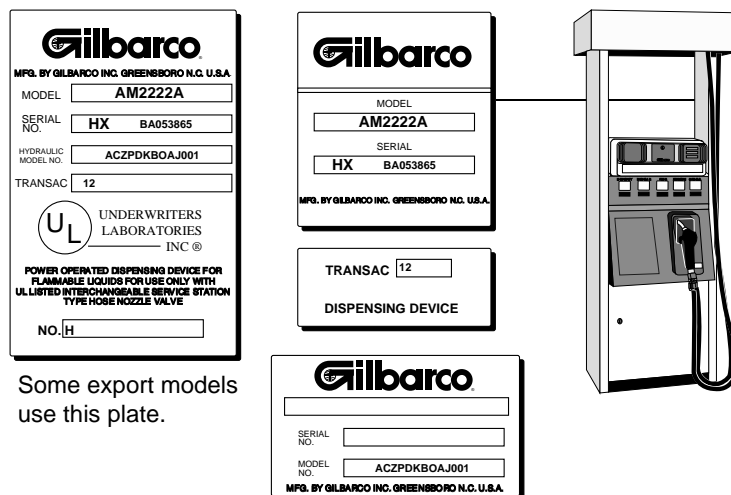 Gilbarco®
MFG. BY GILBARCO INC. GREENSBORO N.C. U.S.A
MODEL AM2222A
SERIAL NO. HX BA053865
HYDRAULIC MODEL NO. ACZPDKBOAJ001
TRANSAC 12
UL
UNDERWRITERS
LABORATORIES
INC ®
POWER OPERATED DISPENSING DEVICE FOR
FLAMMABLE LIQUIDS FOR USE ONLY WITH
UL LISTED INTERCHANGEABLE SERVICE STATION
TYPE HOSE NOZZLE VALVE
NO. H
Some export models
use this plate.
Gilbarco®
MODEL
AM2222A
SERIAL
HX BA053865
MFG. BY GILBARCO INC. GREENSBORO N.C. U.S.A.
TRANSAC 12
DISPENSING DEVICE
Gilbarco®
SERIAL NO.
MODEL NO. ACZPDKBOAJ001
MFG. BY GILBARCO INC. GREENSBORO N.C. U.S.A.